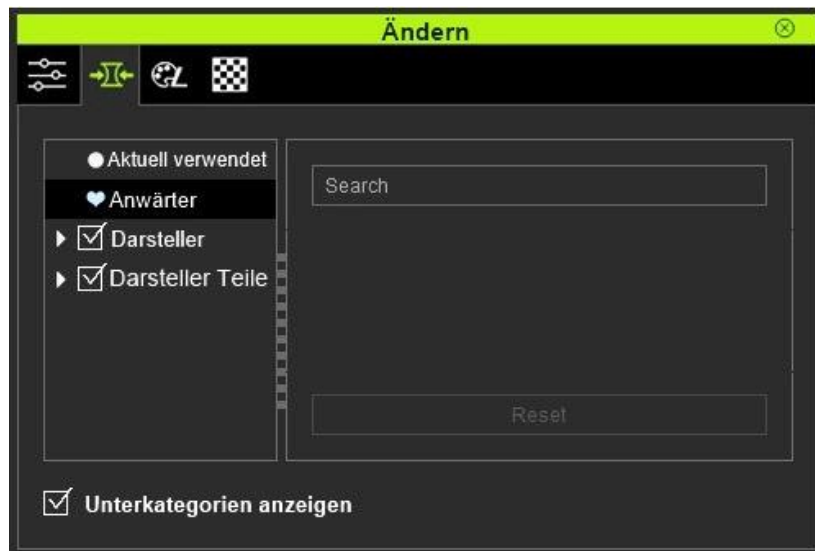 Ändern
Aktuell verwendet
Anwärter
Darsteller
Darsteller Teile
Search
Reset
Unterkategorien anzeigen